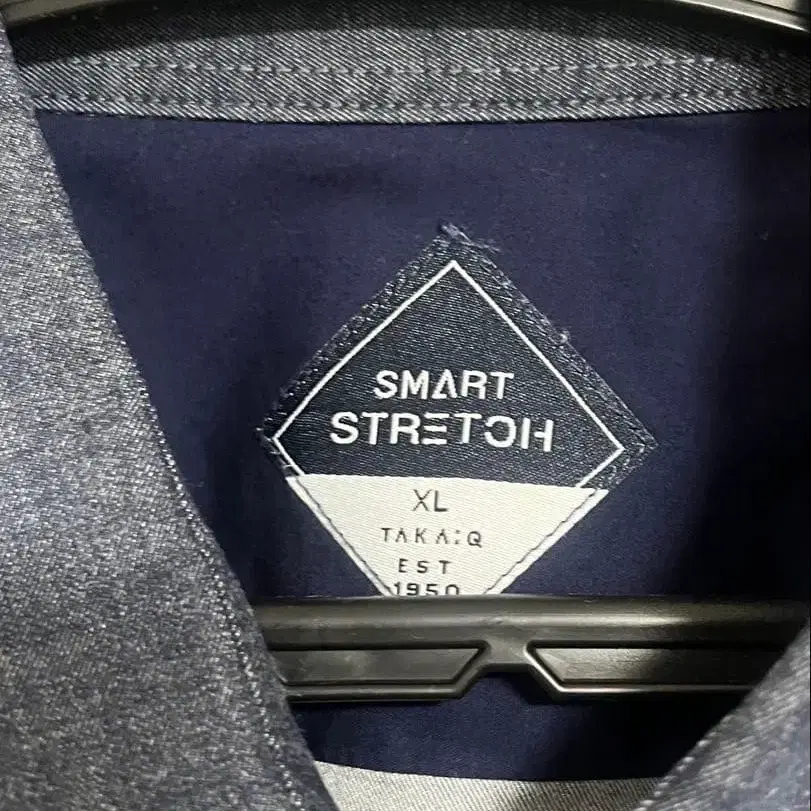 SMART
STRETCH
XL
TAKA:Q
EST
1950